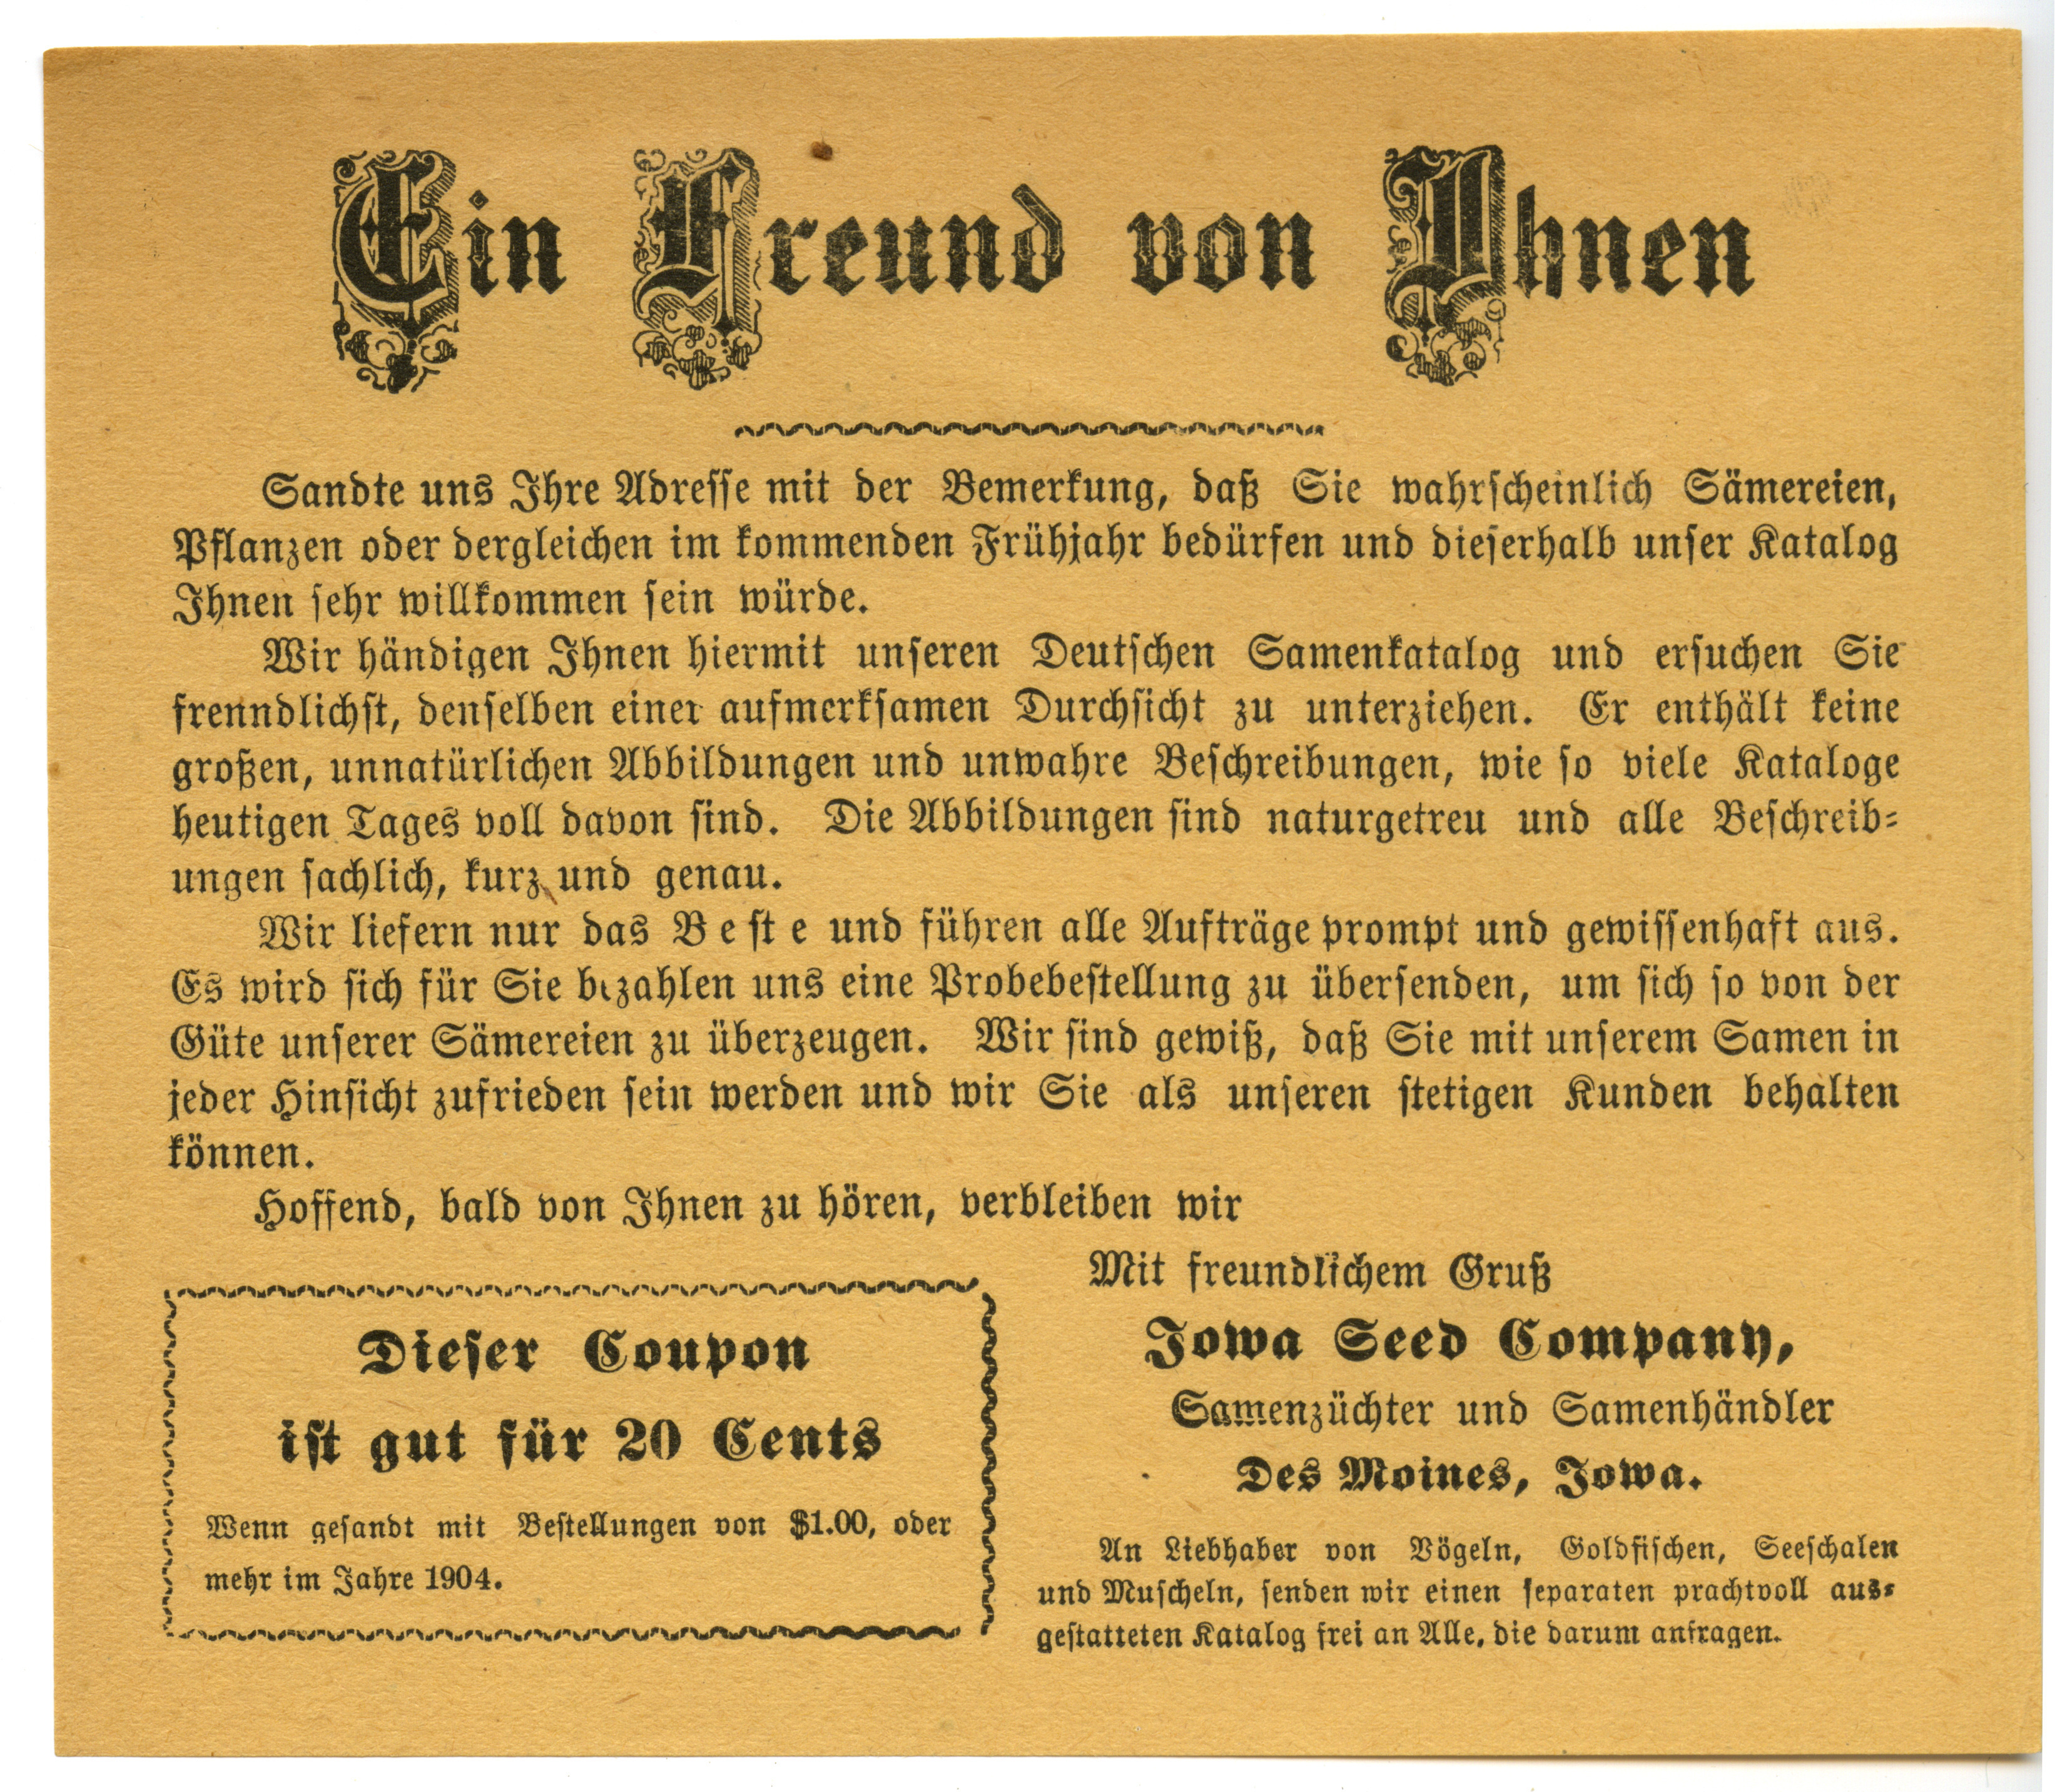 Ein Freund von Ihnen
Sandte uns Ihre Adresse mit der Bemerkung, daß Sie wahrscheinlich Sämereien,
Pflanzen oder dergleichen im kommenden Frühjahr bedürfen und dieserhalb unser Katalog
Ihnen sehr willkommen sein würde.
Wir händigen Ihnen hiermit unseren Deutschen Samenkatalog und ersuchen Sie
frenndlichst, denselben einer aufmerksamen Durchsicht zu unterziehen. Er enthält keine
großen, unnatürlichen Abbildungen und unwahre Beschreibungen, wie so viele Kataloge
heutigen Tages voll davon sind. Die Abbildungen sind naturgetreu und alle Beschreib-
ungen sachlich, kurz und genau.
Wir liefern nur das B e st e und führen alle Aufträge prompt und gewissenhaft aus.
Es wird sich für Sie bezahlen uns eine Probebestellung zu übersenden, um sich so von der
Güte unserer Sämereien zu überzeugen. Wir sind gewiß, daß Sie mit unserem Samen in
jeder Hinsicht zufrieden sein werden und wir Sie als unseren stetigen Kunden behalten
können.
Hoffend, bald von Ihnen zu hören, verbleiben wir
Mit freundlichem Gruß
Iowa Seed Company,
Samenzüchter und Samenhändler
Des Moines, Iowa.
An Liebhaber von Vögeln, Goldfischen, Seeschalen
und Muscheln, senden wir einen separaten prachtvoll aus-
gestatteten Katalog frei an Alle, die darum anfragen.
Dieser Coupon
ist gut für 20 Cents
Wenn gesandt mit Bestellungen von $1.00, oder
mehr im Jahre 1904.